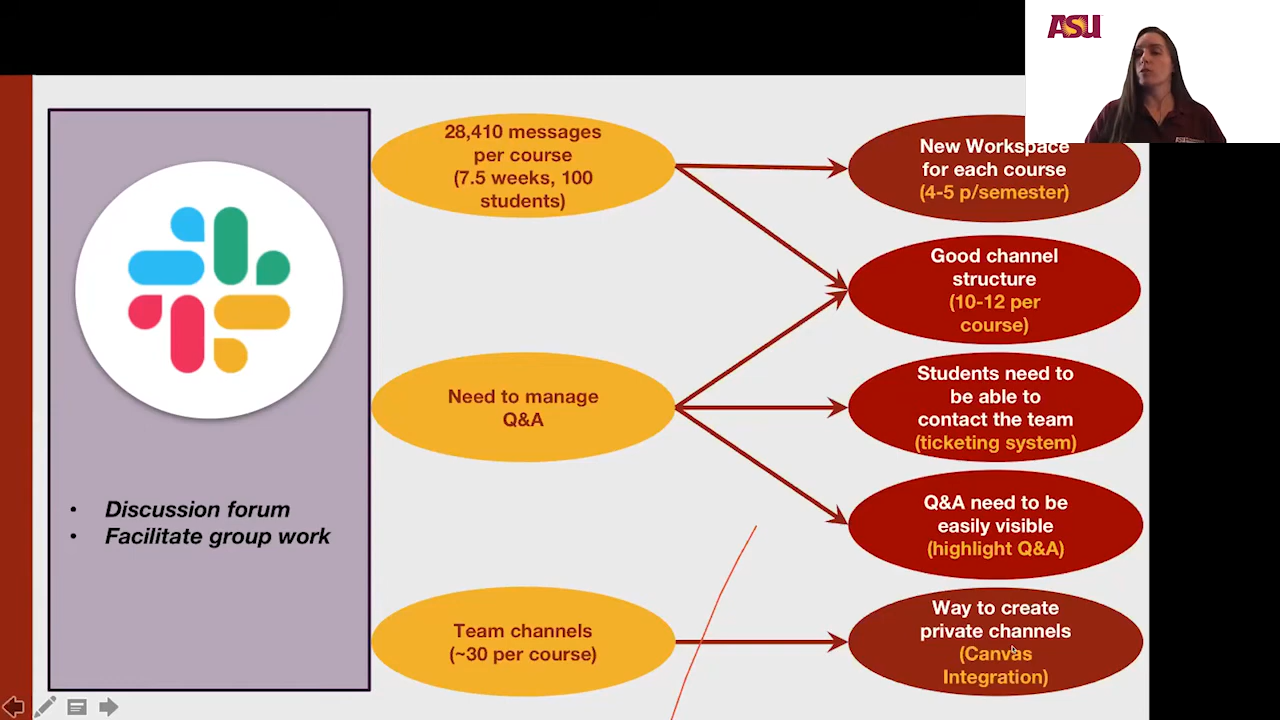 ASU
28,410 messages
per course
(7.5 weeks, 100
students)
New Workspace
for each course
(4-5 p/semester)
Good channel
structure
(10-12 per
course)
Need to manage
Q&A
Students need to
be able to
contact the team
(ticketing system)
Q&A need to be
easily visible
(highlight Q&A)
• Discussion forum
• Facilitate group work
Team channels
(~30 per course)
Way to create
private channels
(Canvas
Integration)